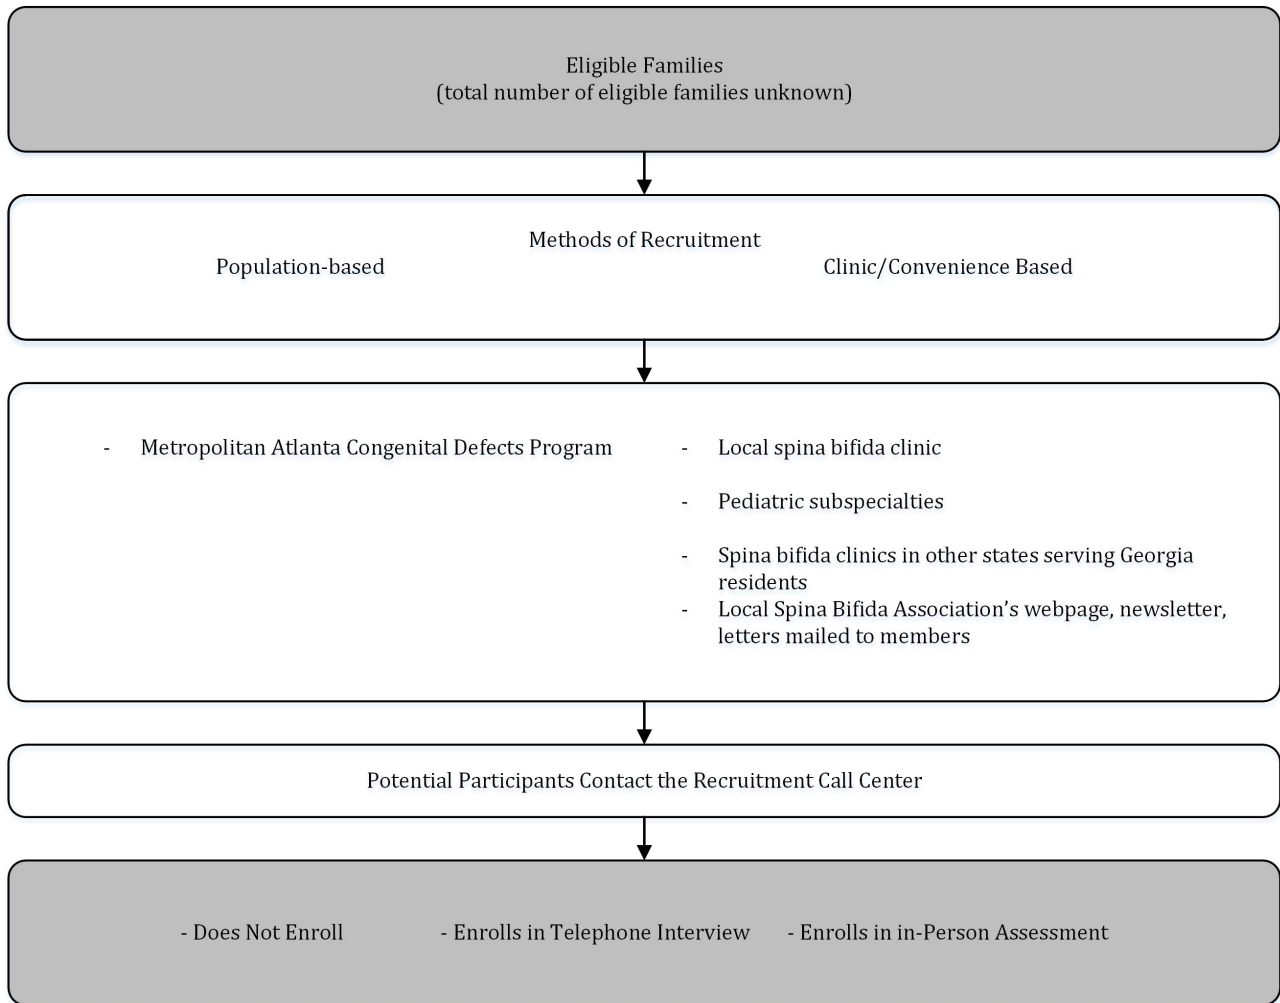 Eligible Families
(total number of eligible families unknown)
Methods of Recruitment
Population-based
Clinic/Convenience Based
- Metropolitan Atlanta Congenital Defects Program
- Local spina bifida clinic
- Pediatric subspecialties
- Spina bifida clinics in other states serving Georgia
residents
- Local Spina Bifida Association’s webpage, newsletter,
letters mailed to members
Potential Participants Contact the Recruitment Call Center
- Does Not Enroll
- Enrolls in Telephone Interview
- Enrolls in in-Person Assessment